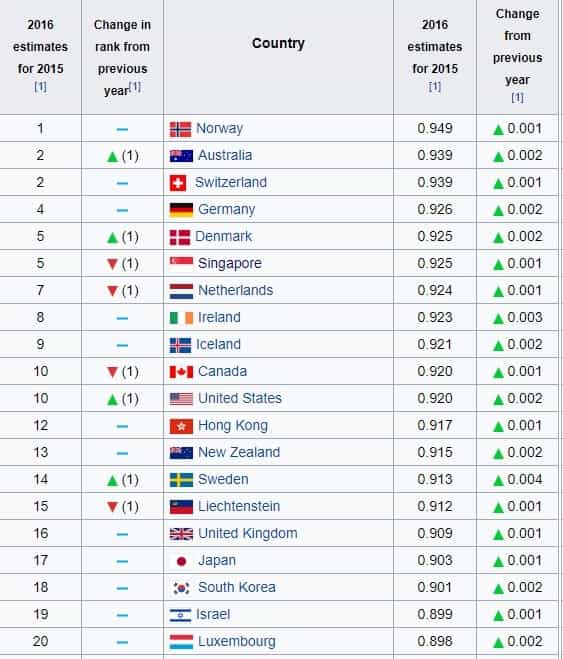 2016 estimates for 2015 [1] Change in rank from previous year[1] Country 2016 estimates for 2015 [1] Change from previous year [1]
1 – Norway 0.949 ▲ 0.001
2 ▲ (1) Australia 0.939 ▲ 0.002
2 – Switzerland 0.939 ▲ 0.001
4 – Germany 0.926 ▲ 0.002
5 ▲ (1) Denmark 0.925 ▲ 0.002
5 ▼ (1) Singapore 0.925 ▲ 0.001
7 ▼ (1) Netherlands 0.924 ▲ 0.001
8 – Ireland 0.923 ▲ 0.003
9 – Iceland 0.921 ▲ 0.002
10 ▼ (1) Canada 0.920 ▲ 0.001
10 ▲ (1) United States 0.920 ▲ 0.002
12 – Hong Kong 0.917 ▲ 0.001
13 – New Zealand 0.915 ▲ 0.002
14 ▲ (1) Sweden 0.913 ▲ 0.004
15 ▼ (1) Liechtenstein 0.912 ▲ 0.001
16 – United Kingdom 0.909 ▲ 0.001
17 – Japan 0.903 ▲ 0.001
18 – South Korea 0.901 ▲ 0.002
19 – Israel 0.899 ▲ 0.001
20 – Luxembourg 0.898 ▲ 0.002